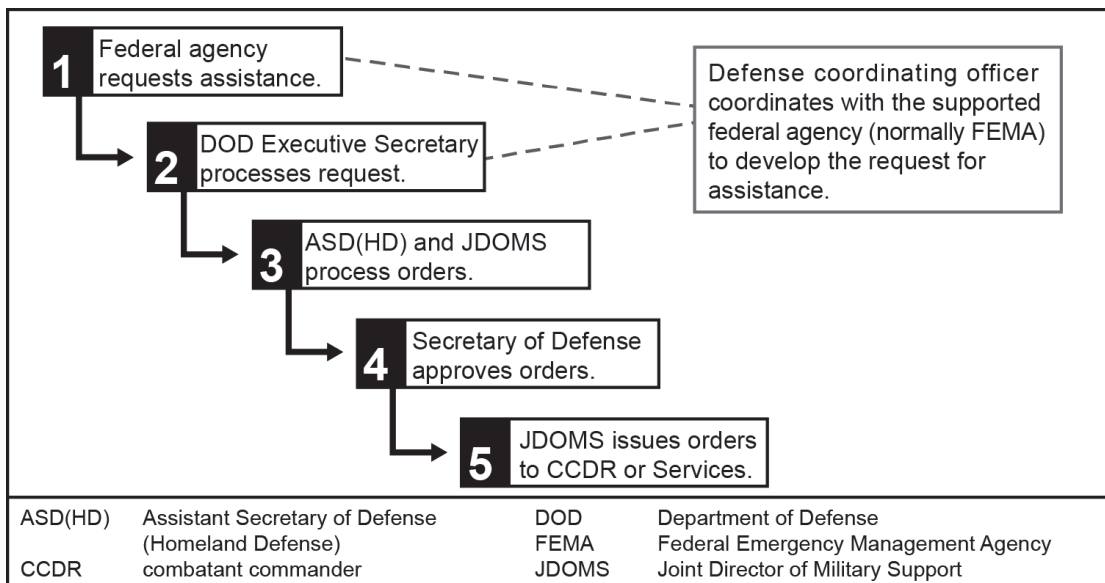 1
Federal agency
requests assistance.
2
DOD Executive Secretary
processes request.
Defense coordinating officer
coordinates with the supported
federal agency (normally FEMA)
to develop the request for
assistance.
3
ASD(HD) and JDOMS
process orders.
4
Secretary of Defense
approves orders.
5
JDOMS issues orders
to CCDR or Services.
ASD(HD) Assistant Secretary of Defense
(Homeland Defense)
CCDR combatant commander
DOD Department of Defense
FEMA Federal Emergency Management Agency
JDOMS Joint Director of Military Support